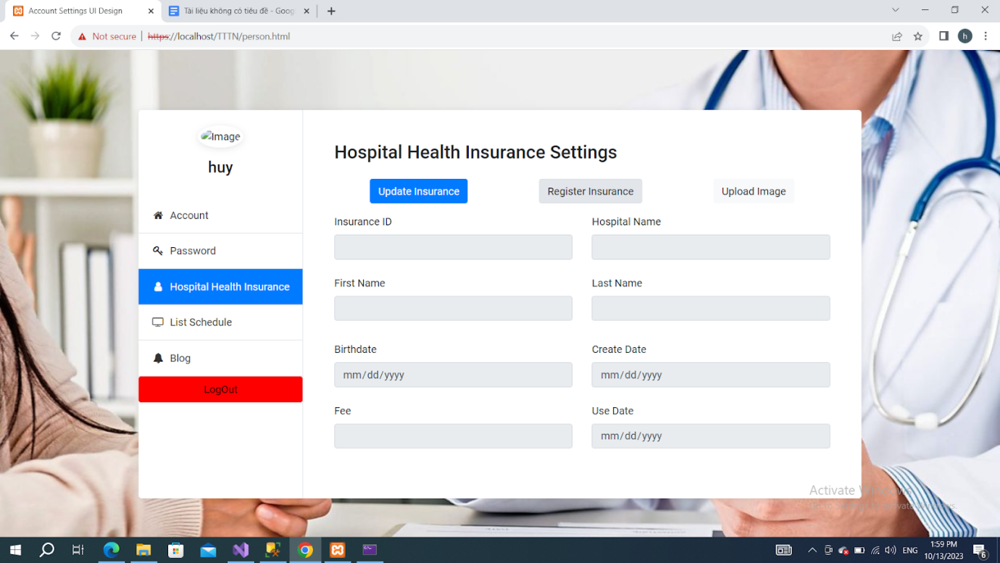 Account Settings UI Design
Tài liệu không có tiêu đề - Goog
Not secure
https://localhost/TTTN/person.html
h
Image
huy
Account
Password
Hospital Health Insurance
List Schedule
Blog
LogOut
Hospital Health Insurance Settings
Update Insurance
Register Insurance
Upload Image
Insurance ID
Hospital Name
First Name
Last Name
Birthdate
Create Date
mm/dd/yyyy
mm/dd/yyyy
Fee
Use Date
mm/dd/yyyy
Activate Windows
ENG
1:59 PM
10/13/2023
6